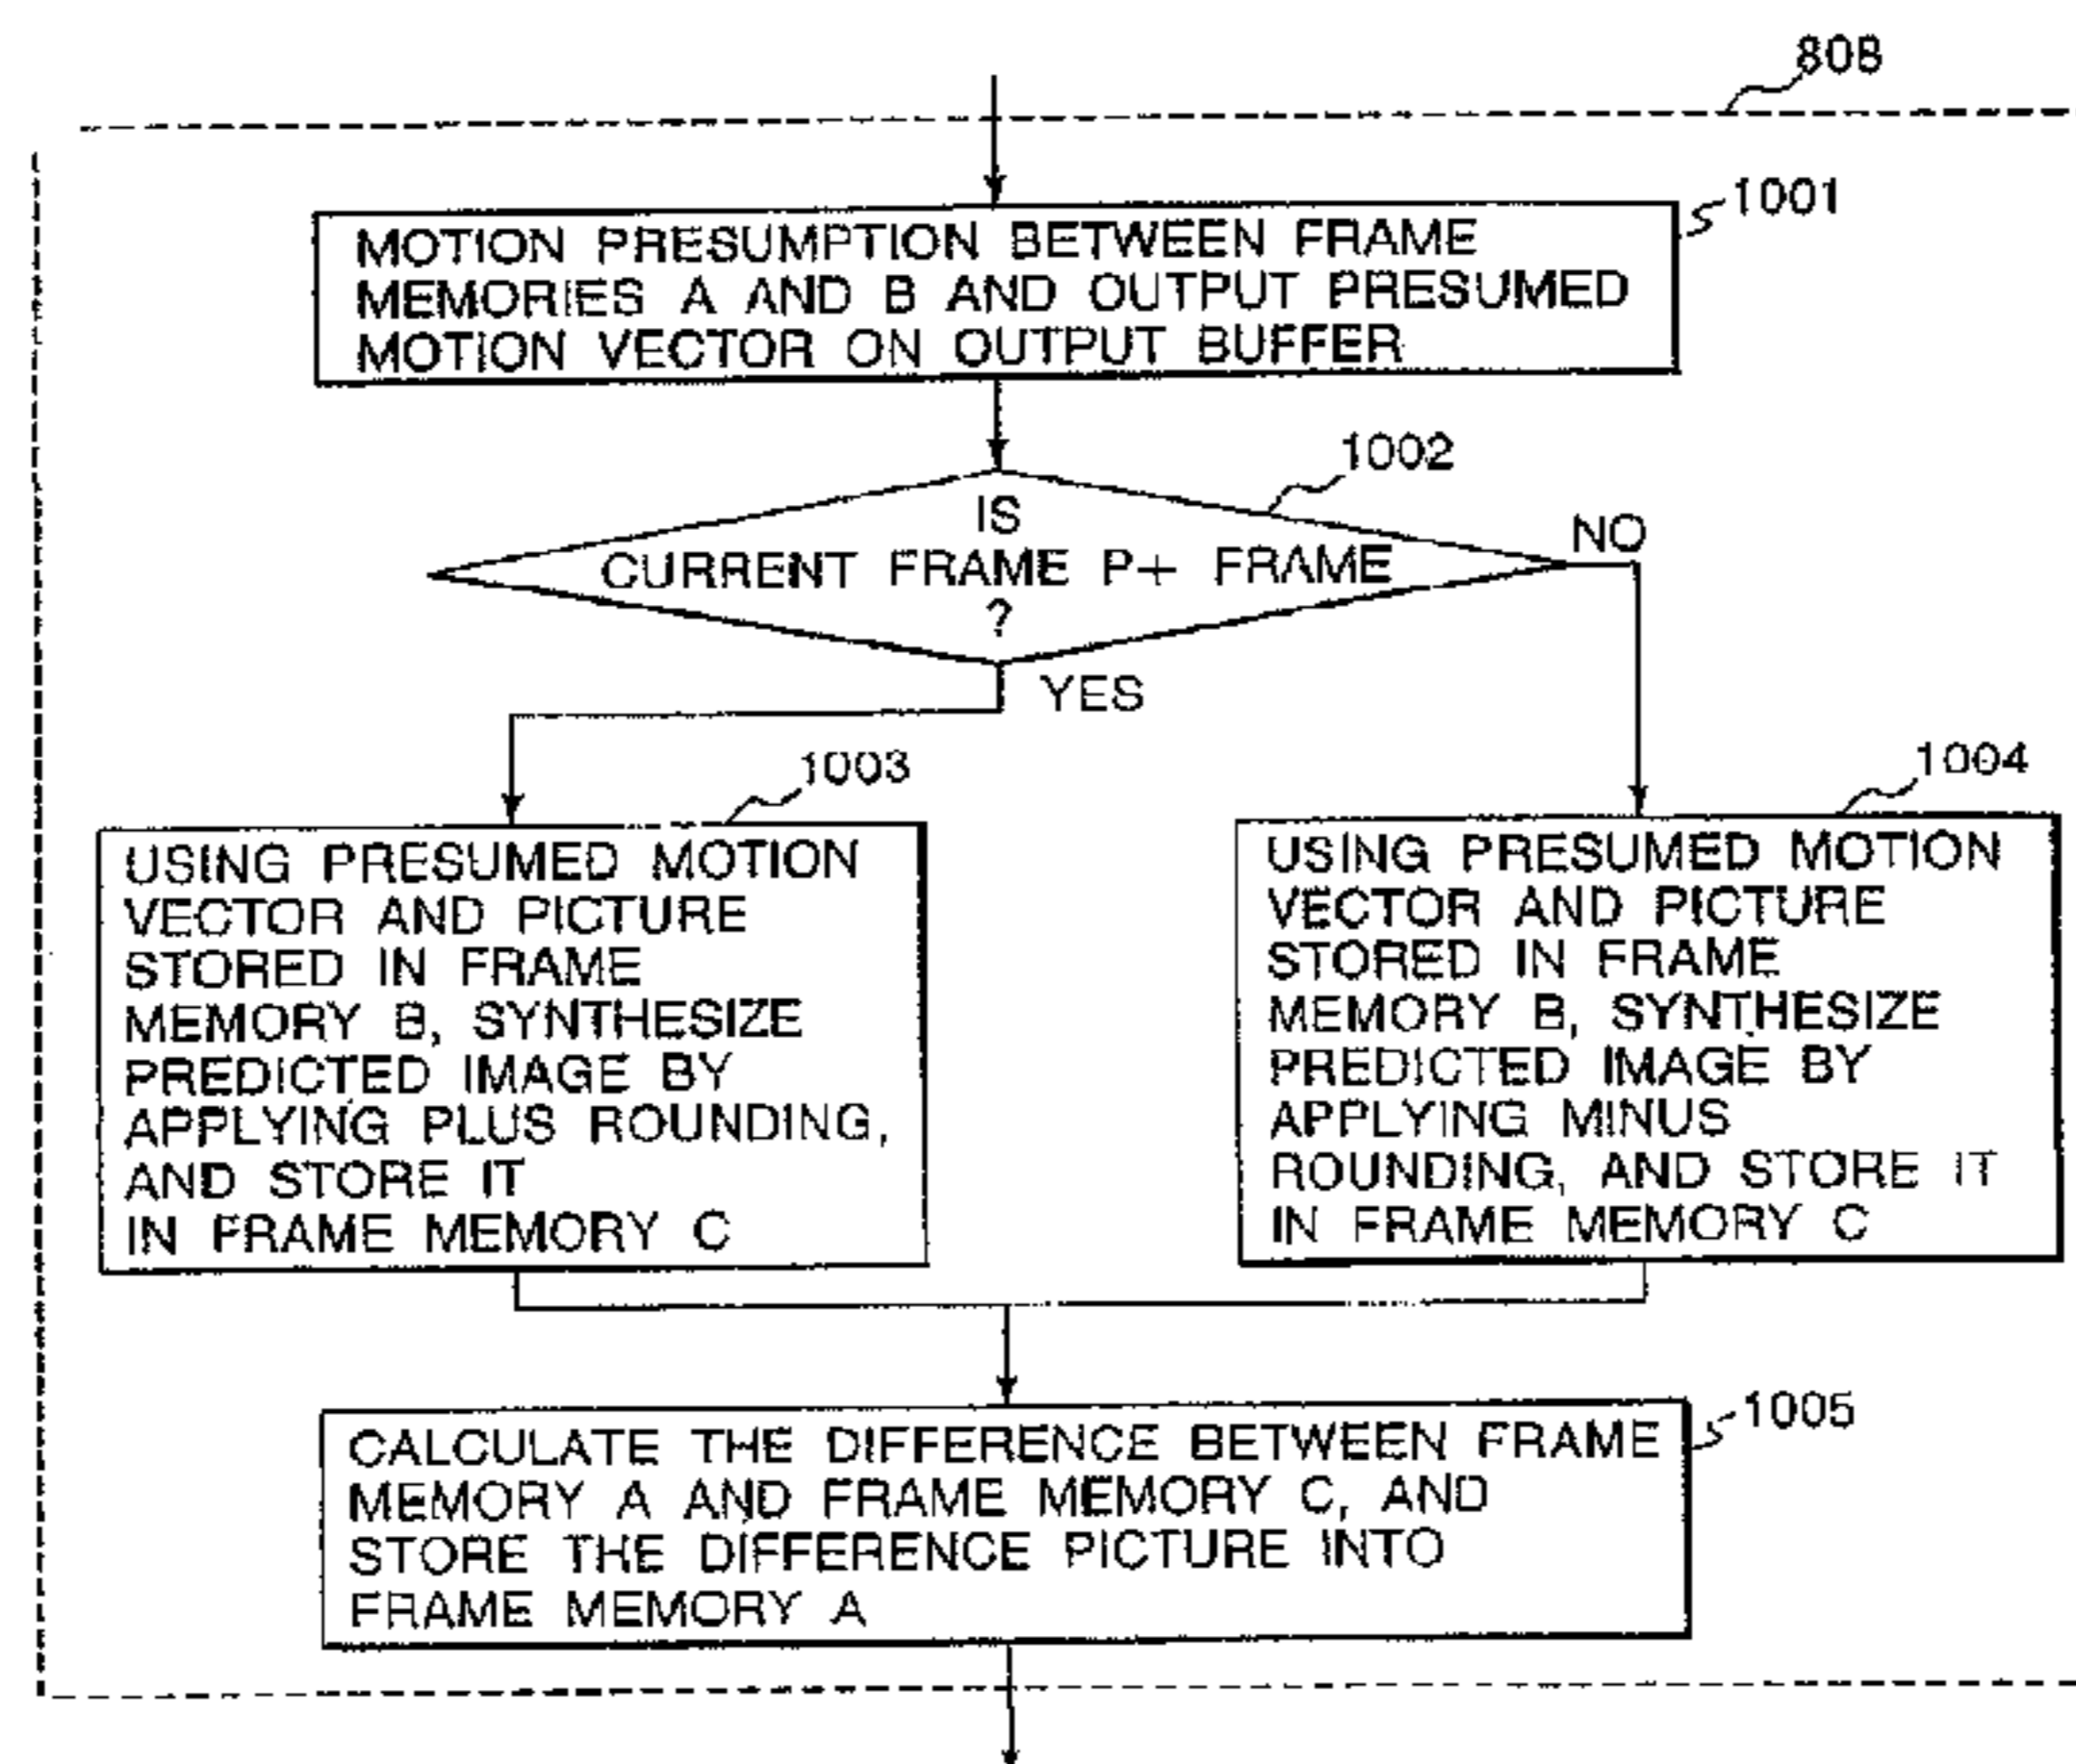 808
1001
MOTION PRESUMPTION BETWEEN FRAME
MEMORIES A AND B AND OUTPUT PRESUMED
MOTION VECTOR ON OUTPUT BUFFER
1002
IS
CURRENT FRAME P+ FRAME
?
NO
YES
1003
USING PRESUMED MOTION
VECTOR AND PICTURE
STORED IN FRAME
MEMORY B, SYNTHESIZE
PREDICTED IMAGE BY
APPLYING PLUS ROUNDING,
AND STORE IT
IN FRAME MEMORY C
1004
USING PRESUMED MOTION
VECTOR AND PICTURE
STORED IN FRAME
MEMORY B, SYNTHESIZE
PREDICTED IMAGE BY
APPLYING MINUS
ROUNDING, AND STORE IT
IN FRAME MEMORY C
1005
CALCULATE THE DIFFERENCE BETWEEN FRAME
MEMORY A AND FRAME MEMORY C, AND
STORE THE DIFFERENCE PICTURE INTO
FRAME MEMORY A